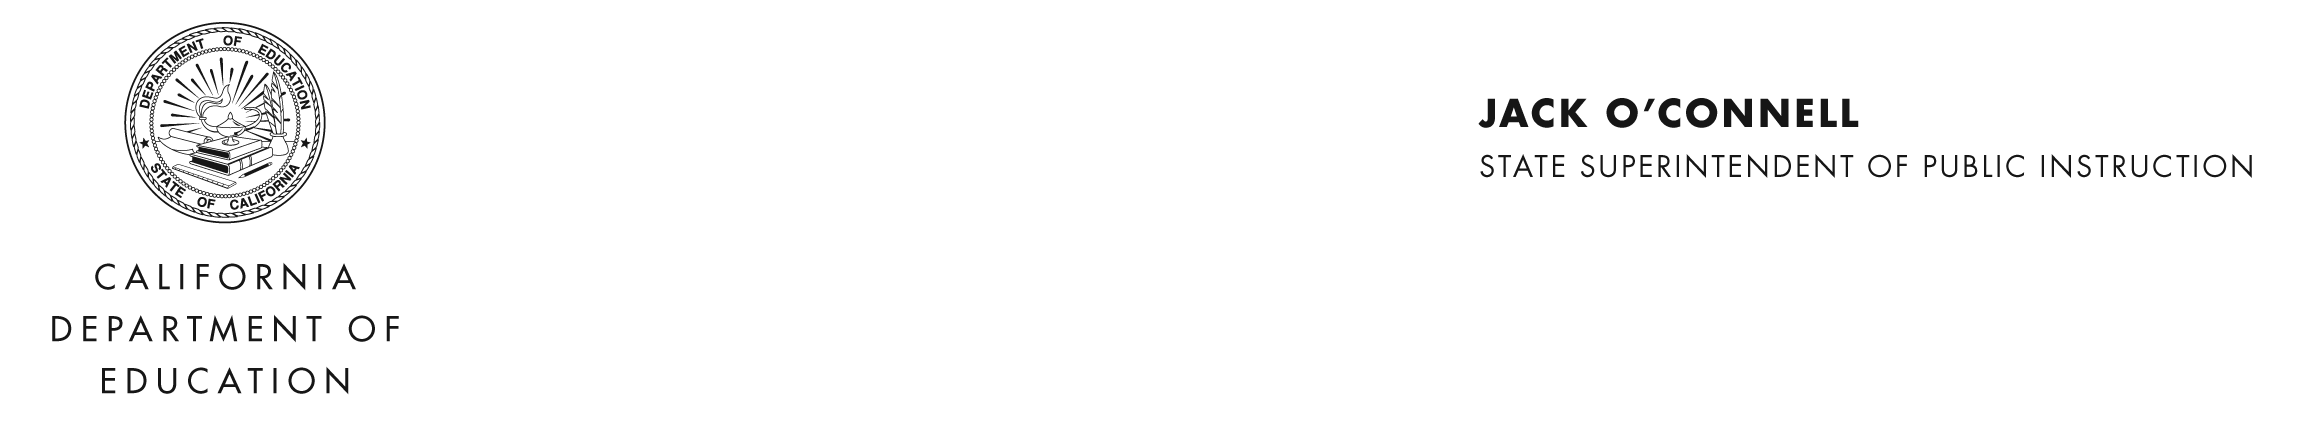 DEPARTMENT OF EDUCATION
STATE OF CALIFORNIA
CALIFORNIA
DEPARTMENT OF
EDUCATION
JACK O’CONNELL
STATE SUPERINTENDENT OF PUBLIC INSTRUCTION